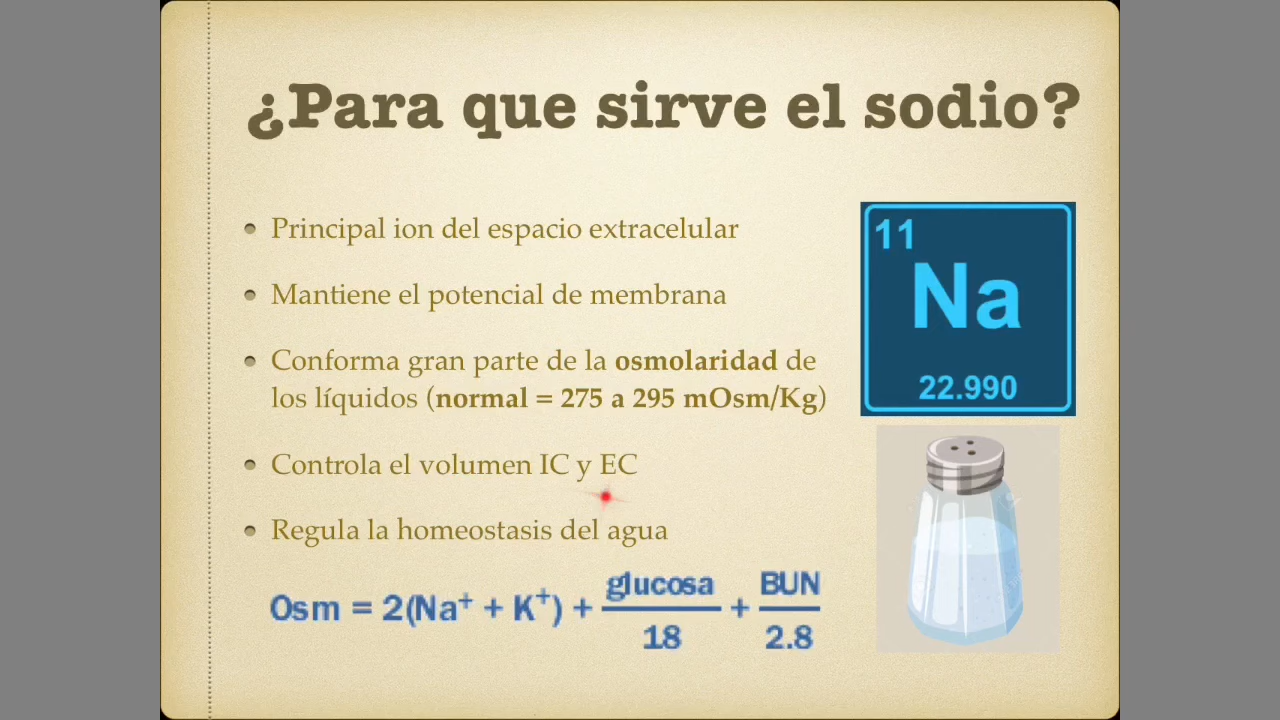 ¿Para que sirve el sodio?
Principal ion del espacio extracelular
Mantiene el potencial de membrana
Conforma gran parte de la osmolaridad de
los líquidos (normal = 275 a 295 mOsm/Kg)
Controla el volumen IC y EC
Regula la homeostasis del agua
Osm = 2(Na⁺ + K⁺) + glucosa/18 + BUN/2.8
11
Na
22.990